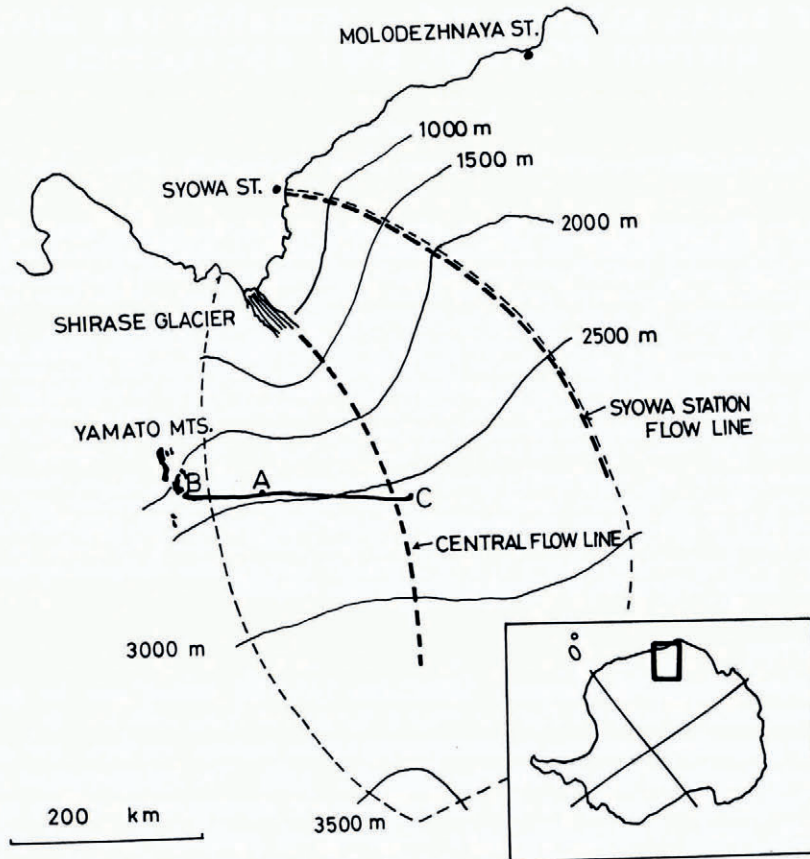 MOLODEZHNAYA ST.
1000 m
1500 m
SYOWA ST.
2000 m
SHIRASE GLACIER
2500 m
SYOWA STATION
FLOW LINE
YAMATO MTS.
B
A
C
CENTRAL FLOW LINE
3000 m
0°
200 km
3500 m